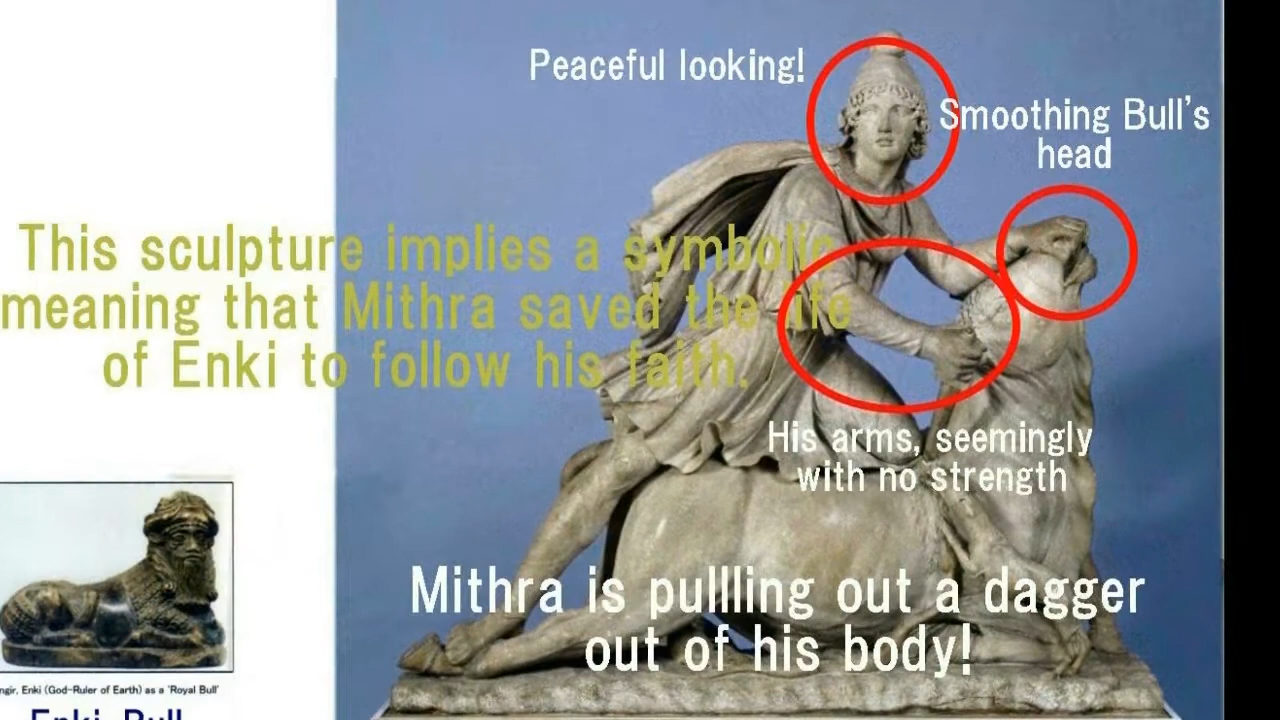 Peaceful looking!
Smoothing Bull's
head
This sculpture implies a symbolic
meaning that Mithra saved the life
of Enki to follow his faith.
His arms, seemingly
with no strength
Mithra is pullling out a dagger
out of his body!
Enki (God-Ruler of Earth) as a 'Royal Bull'
Enki Bull